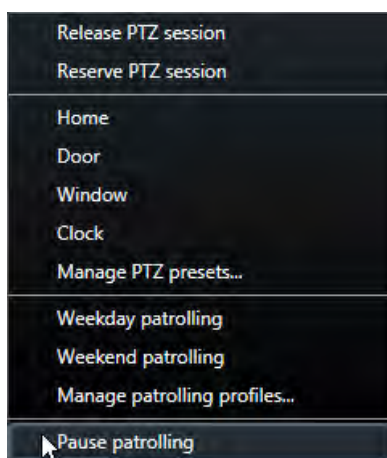 Release PTZ session
Reserve PTZ session
Home
Door
Window
Clock
Manage PTZ presets...
Weekday patrolling
Weekend patrolling
Manage patrolling profiles...
Pause patrolling